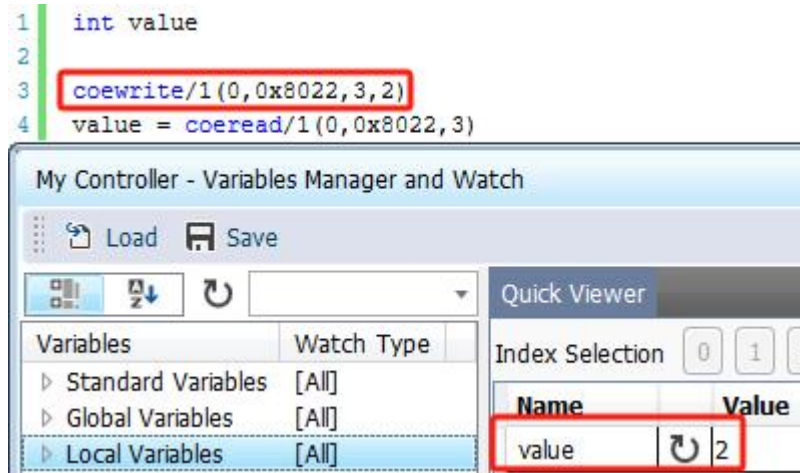 1 int value
2
3 coewrite/1(0,0x8022,3,2)
4 value = coeread/1(0,0x8022,3)
My Controller - Variables Manager and Watch
Load Save
Quick Viewer
Variables Watch Type
Index Selection 0 1
Standard Variables [All]
Name Value
Global Variables [All]
value 2
Local Variables [All]